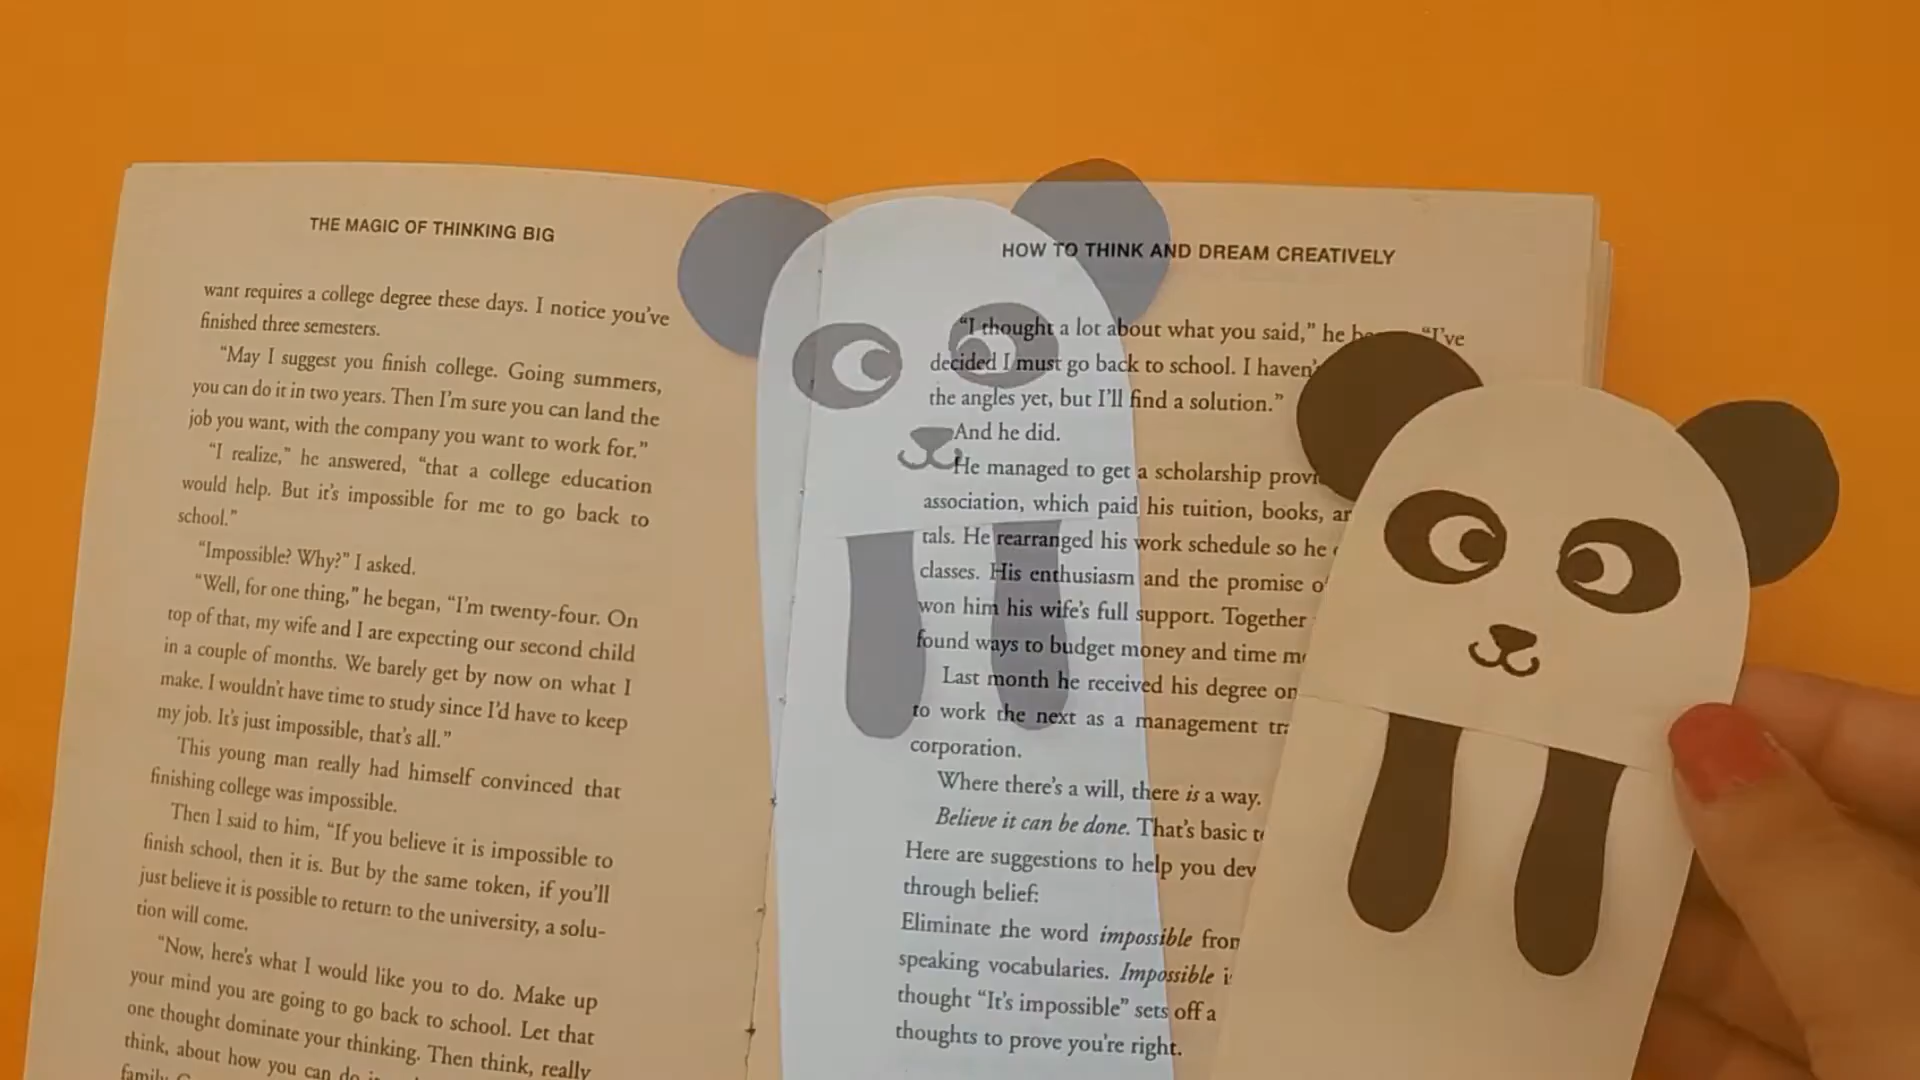 THE MAGIC OF THINKING BIG
want requires a college degree these days. I notice you've
finished three semesters.
"May I suggest you finish college. Going summers,
you can do it in two years. Then I'm sure you can land the
job you want, with the company you want to work for."
"I realize," he answered, "that a college education
would help. But it's impossible for me to go back to
school."
"Impossible? Why?" I asked.
"Well, for one thing," he began, "I'm twenty-four. On
top of that, my wife and I are expecting our second child
in a couple of months. We barely get by now on what I
make. I wouldn't have time to study since I'd have to keep
my job. It's just impossible, that's all."
This young man really had himself convinced that
finishing college was impossible.
Then I said to him, "If you believe it is impossible to
finish school, then it is. But by the same token, if you'll
just believe it is possible to return to the university, a solu-
tion will come.
"Now, here's what I would like you to do. Make up
your mind you are going to go back to school. Let that
one thought dominate your thinking. Then think, really
think, about how you can do
family
HOW TO THINK AND DREAM CREATIVELY
"I thought a lot about what you said," he "I've
decided I must go back to school. I haven't
the angles yet, but I'll find a solution."
And he did.
He managed to get a scholarship
association, which paid his tuition, books,
tals. He rearranged his work schedule so he
classes. His enthusiasm and the promise
won him his wife's full support. Together
found ways to budget money and time
Last month he received his degree on
to work the next as a management
corporation.
Where there's a will, there is a way.
Believe it can be done. That's basic
Here are suggestions to help you
through belief:
Eliminate the word impossible from
speaking vocabularies. Impossible
thought "It's impossible" sets off a
thoughts to prove you're right.